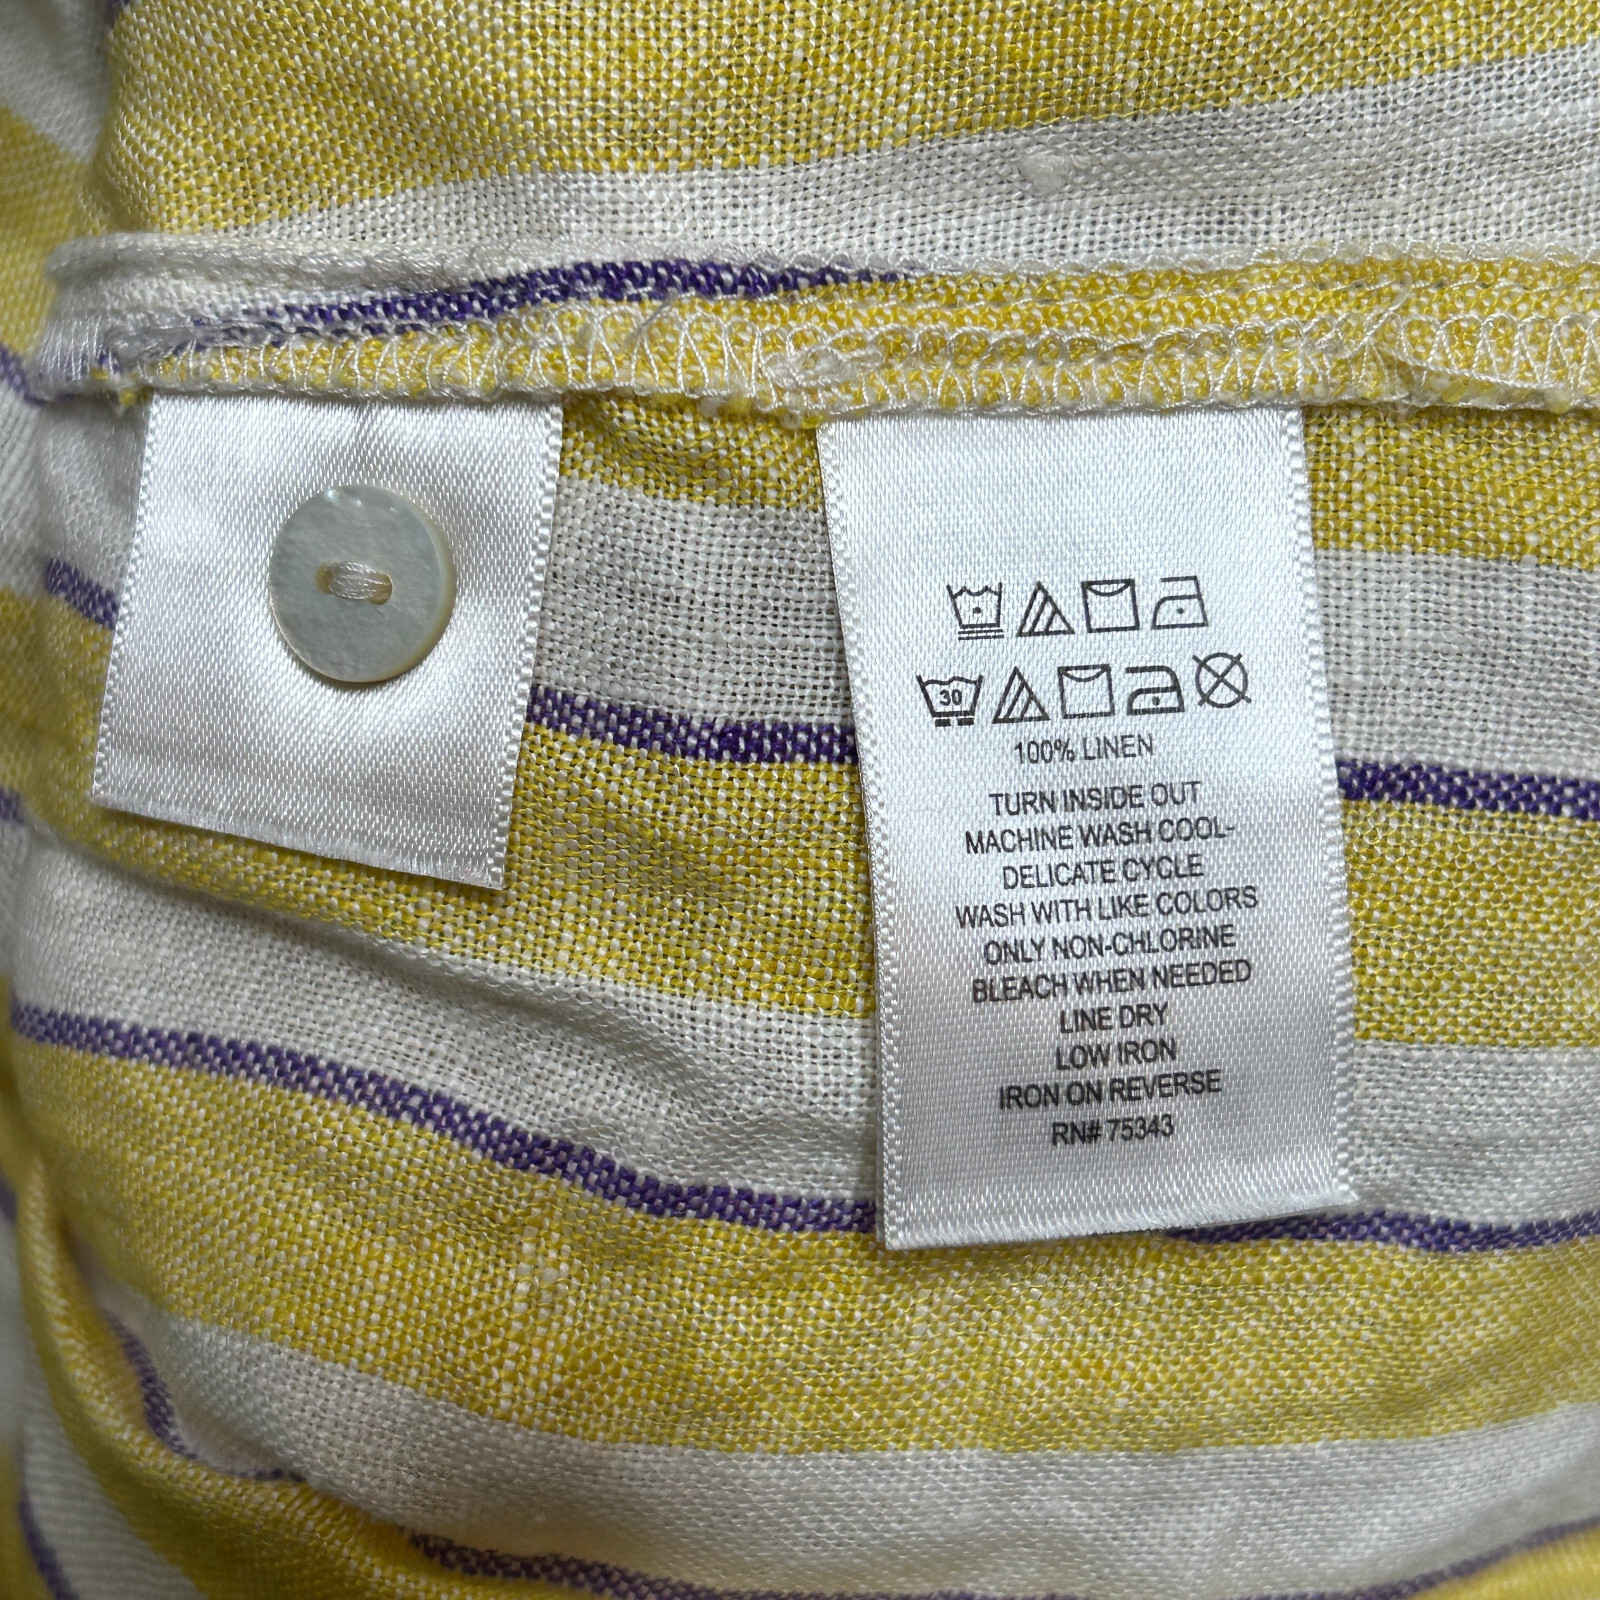 30
100% LINEN
TURN INSIDE OUT
MACHINE WASH COOL-
DELICATE CYCLE
WASH WITH LIKE COLORS
ONLY NON-CHLORINE
BLEACH WHEN NEEDED
LINE DRY
LOW IRON
IRON ON REVERSE
RN# 75343